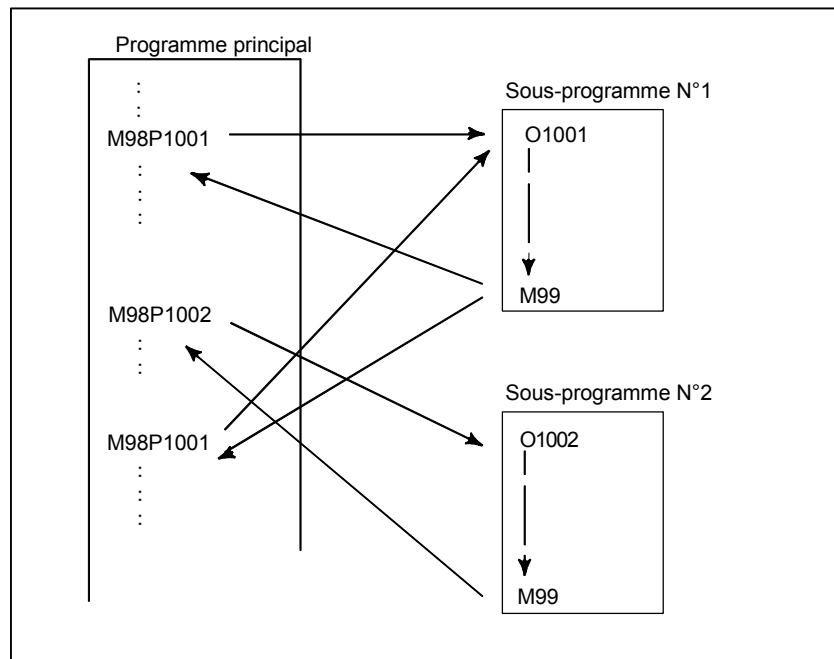 Programme principal
M98P1001
M98P1002
M98P1001
Sous-programme N°1
O1001
M99
Sous-programme N°2
O1002
M99